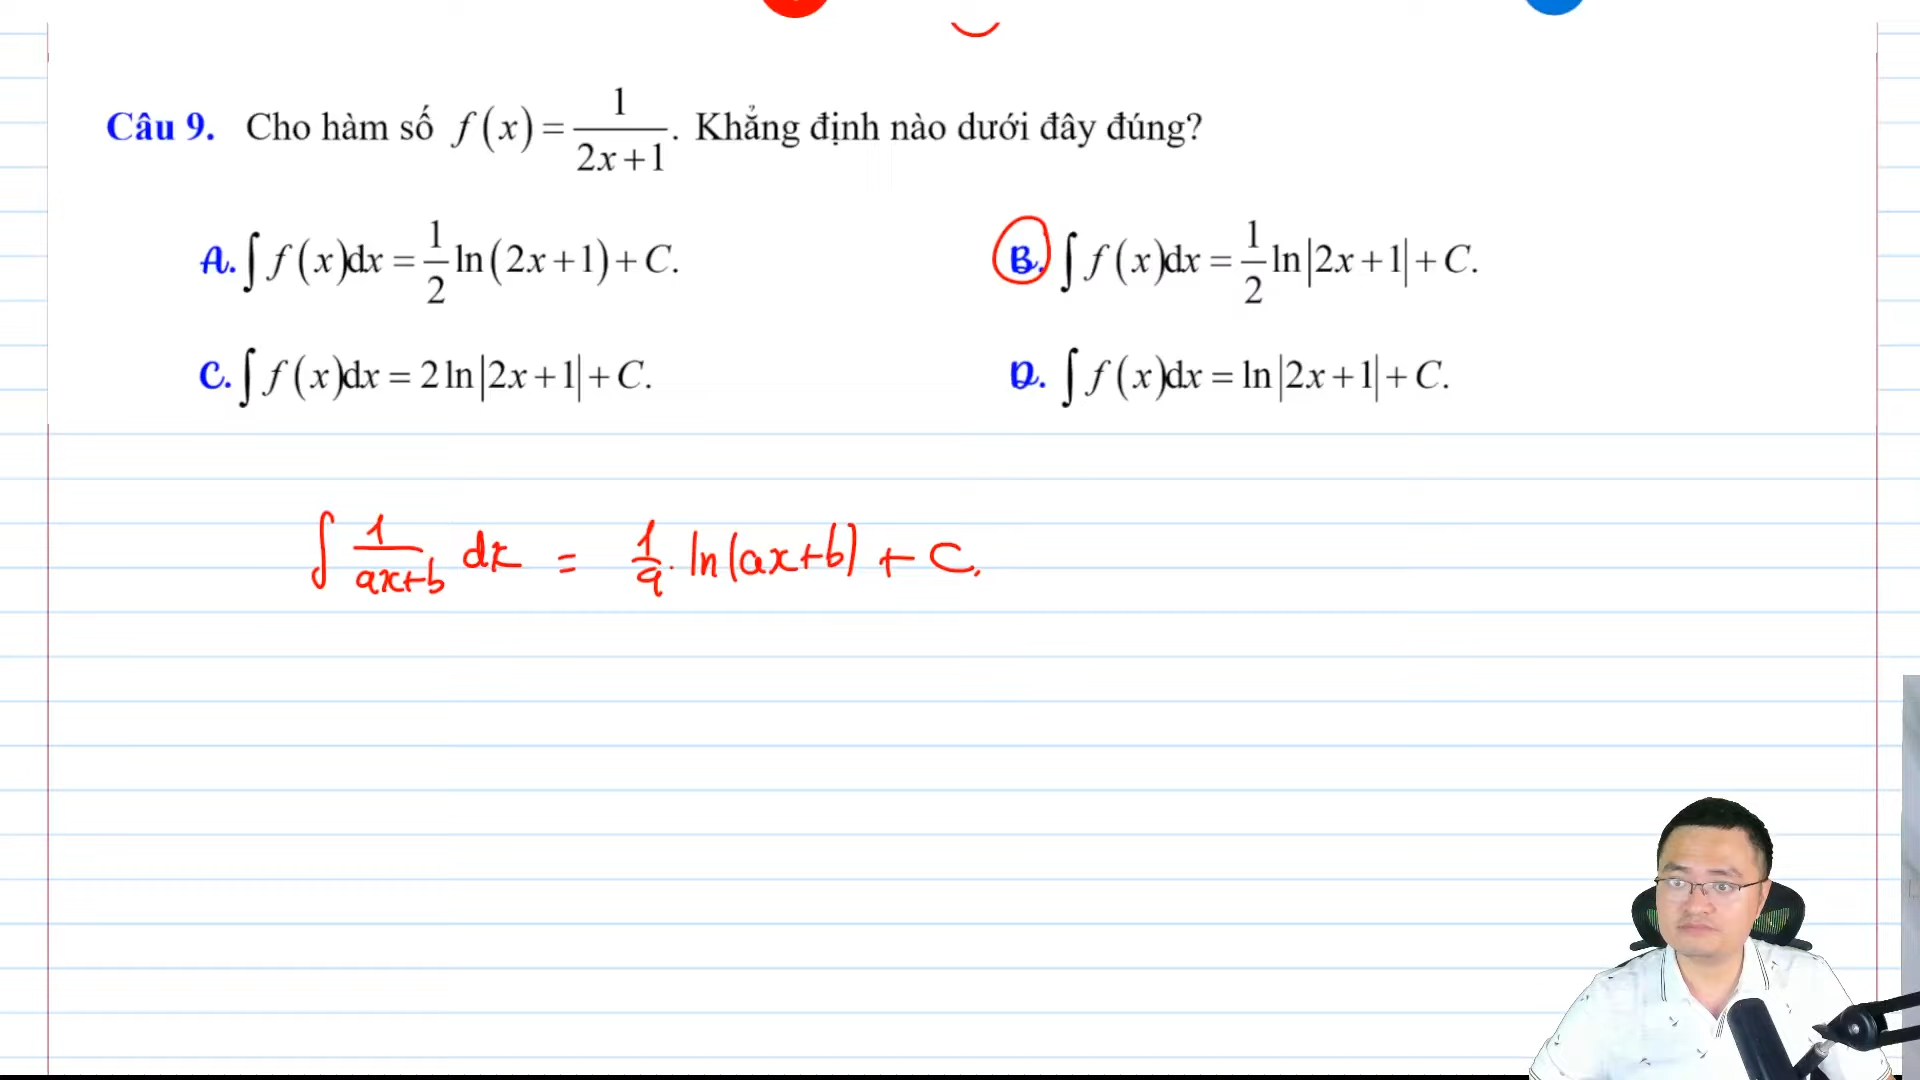 Câu 9. Cho hàm số f(x) = 1/(2x+1). Khẳng định nào dưới đây đúng?
A. ∫f(x)dx = 1/2 ln(2x+1)+C. B. ∫f(x)dx = 1/2 ln|2x+1|+C.
C. ∫f(x)dx = 2ln|2x+1|+C. D. ∫f(x)dx = ln|2x+1|+C.
∫ 1/(ax+b) dx = 1/a . ln|ax+b| + C.